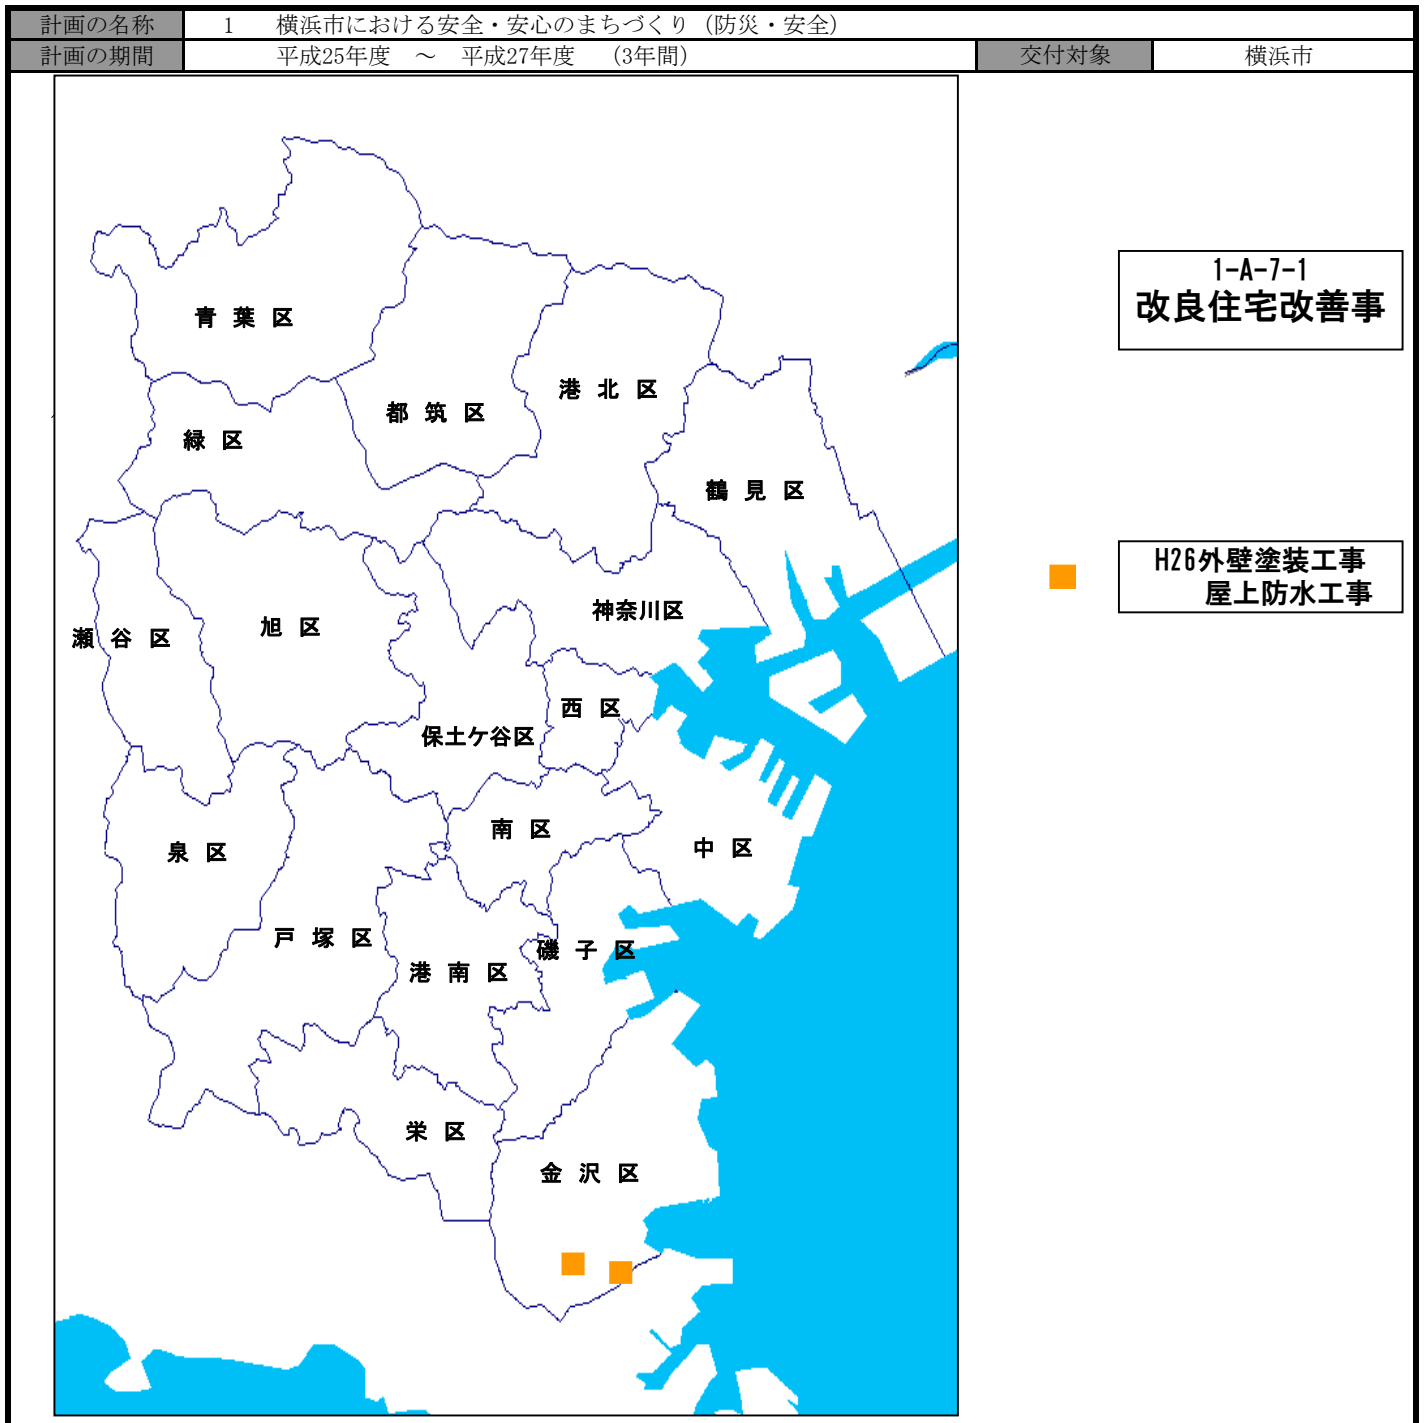 計画の名称 1 横浜市における安全・安心のまちづくり（防災・安全）
計画の期間 平成25年度 ～ 平成27年度 （3年間） 交付対象 横浜市
1-A-7-1
改良住宅改善事
青葉区
港北区
都筑区
緑区
鶴見区
H26外壁塗装工事
屋上防水工事
神奈川区
旭区
瀬谷区
西区
保土ケ谷区
南区
中区
泉区
戸塚区
磯子区
港南区
栄区
金沢区